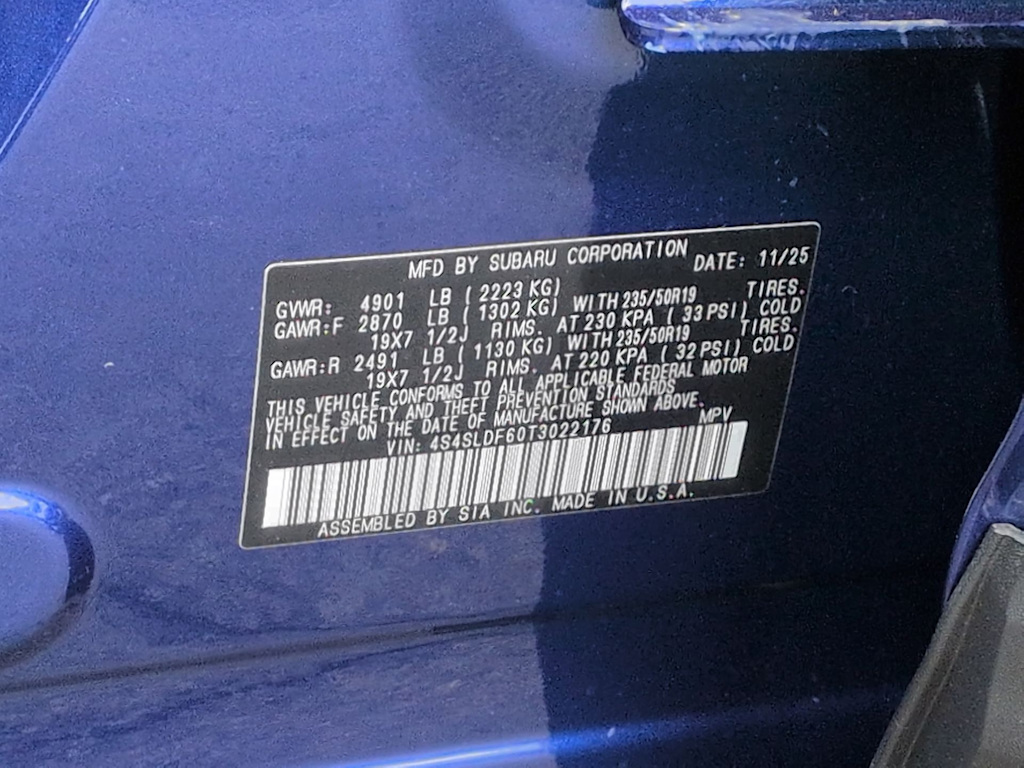 MFD BY SUBARU CORPORATION DATE: 11/25
GVWR: 4901 LB ( 2223 KG)
GAWR:F 2870 LB ( 1302 KG) WITH 235/50R19 TIRES.
19X7 1/2J RIMS. AT 230 KPA ( 33 PSI) COLD
GAWR:R 2491 LB ( 1130 KG) WITH 235/50R19 TIRES.
19X7 1/2J RIMS. AT 220 KPA ( 32 PSI) COLD
THIS VEHICLE CONFORMS TO ALL APPLICABLE FEDERAL MOTOR
VEHICLE SAFETY AND THEFT PREVENTION STANDARDS
IN EFFECT ON THE DATE OF MANUFACTURE SHOWN ABOVE.
VIN: 4S4SLDF60T3022176 MPV
ASSEMBLED BY SIA INC. MADE IN U.S.A.